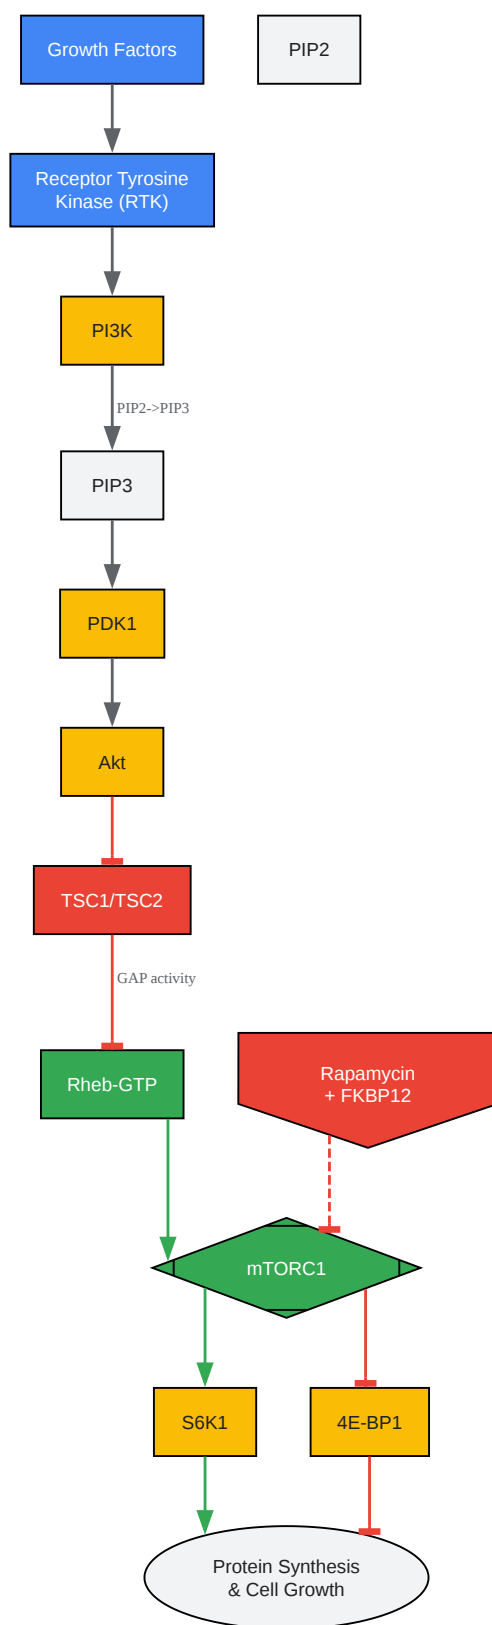 Growth Factors
PIP2
Receptor Tyrosine
Kinase (RTK)
PI3K
PIP2->PIP3
PIP3
PDK1
Akt
TSC1/TSC2
GAP activity
Rheb-GTP
Rapamycin
+ FKBP12
mTORC1
S6K1
4E-BP1
Protein Synthesis
& Cell Growth